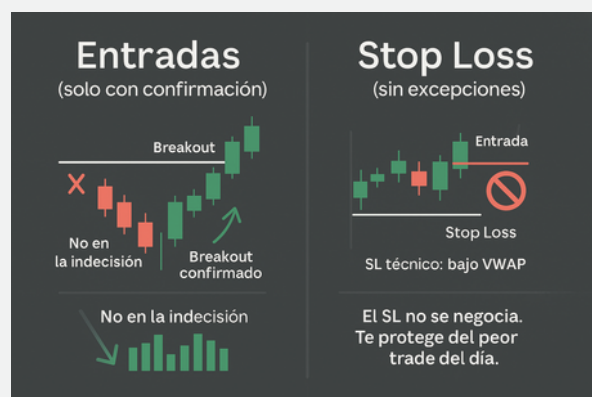 Entradas
(solo con confirmación)
Breakout
No en
la indecisión
Breakout
confirmado
No en la indecisión
Stop Loss
(sin excepciones)
Entrada
Stop Loss
SL técnico: bajo VWAP
El SL no se negocia.
Te protege del peor
trade del día.